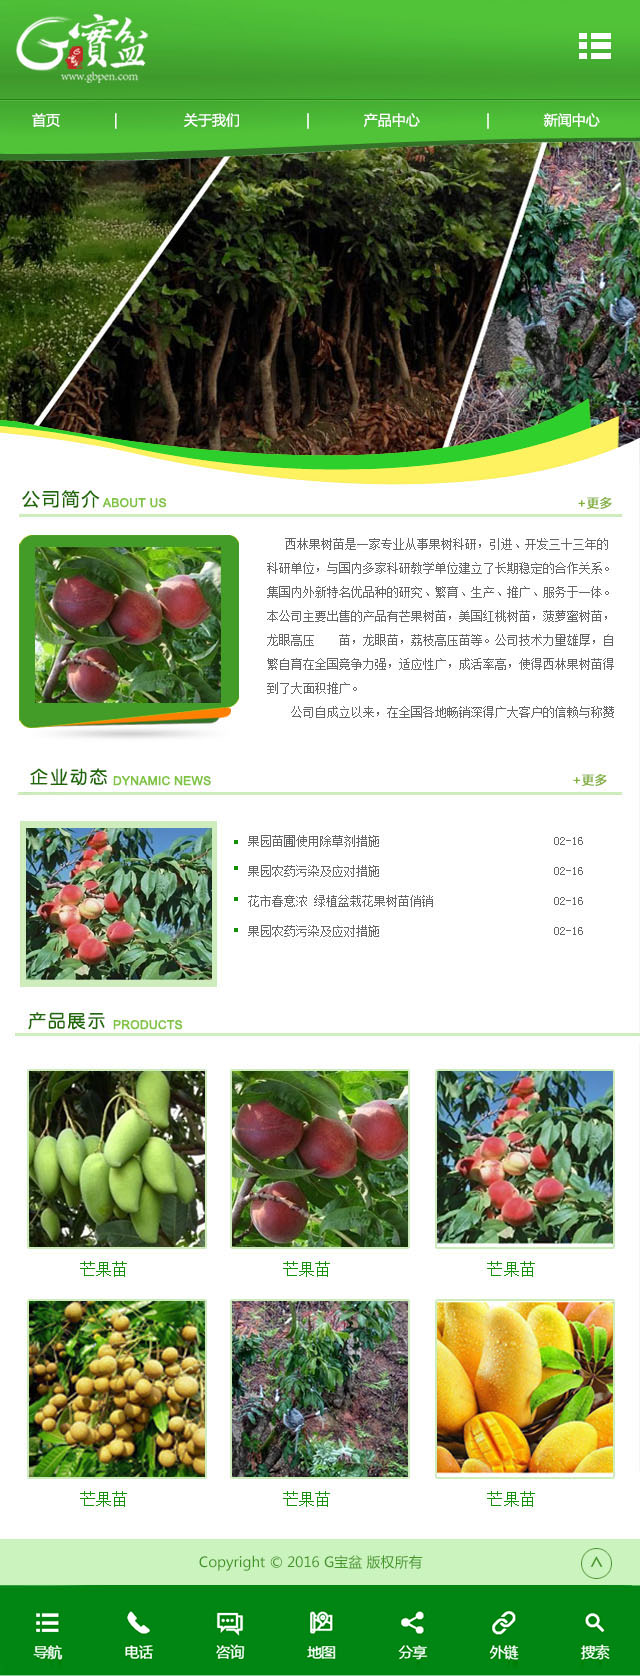 G寶盆
www.gbpen.com
首页 关于我们 产品中心 新闻中心
公司简介 ABOUT US +更多
西林果树苗是一家专业从事果树科研，引进、开发三十三年的
科研单位，与国内多家科研教学单位建立了长期稳定的合作关系。
集国内外新特名优品种的研究、繁育、生产、推广、服务于一体。
本公司主要出售的产品有芒果树苗，美国红桃树苗，菠萝蜜树苗，
龙眼高压 苗，龙眼苗，荔枝高压苗等。公司技术力量雄厚，自
繁自育在全国竞争力强，适应性广，成活率高，使得西林果树苗得
到了大面积推广。
公司自成立以来，在全国各地畅销深得广大客户的信赖与称赞
企业动态 DYNAMIC NEWS +更多
果园苗圃使用除草剂措施 02-16
果园农药污染及应对措施 02-16
花市春意浓 绿植盆栽花果树苗俏销 02-16
果园农药污染及应对措施 02-16
产品展示 PRODUCTS
芒果苗 芒果苗 芒果苗
芒果苗 芒果苗 芒果苗
Copyright © 2016 G宝盆 版权所有
导航 电话 咨询 地图 分享 外链 搜索